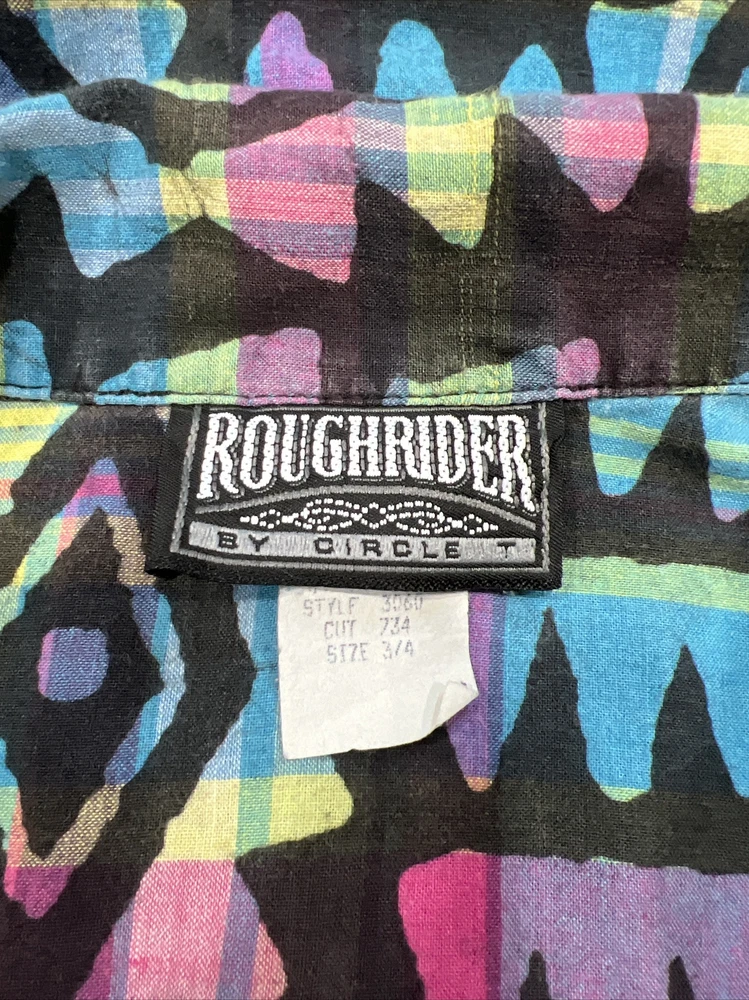 ROUGHRIDER
BY CIRCLE T
STYLE 3060
CUT 734
SIZE 3/4